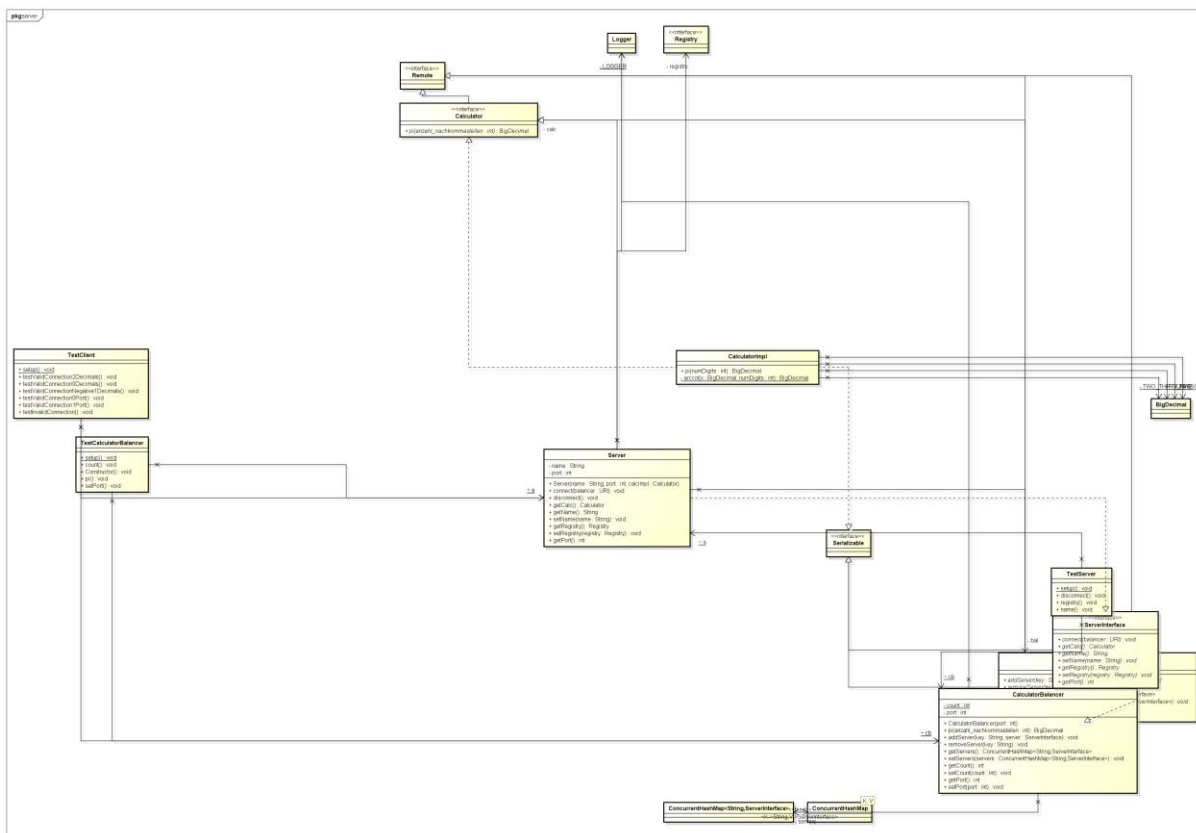 pkg server
Logger
<<interface>>
Registry
- LOGGER
- registry
<<interface>>
Remote
<<interface>>
Calculator
+ pi(anzahl_nachkommastellen : int) : BigDecimal
- calc
TestClient
+ setup() : void
+ testValidConnection2Decimals() : void
+ testValidConnection0Decimals() : void
+ testValidConnectionNegative1Decimals() : void
+ testValidConnection0Port() : void
+ testValidConnection1Port() : void
+ testInvalidConnection() : void
CalculatorImpl
+ pi(numDigits : int) : BigDecimal
- arccot(x : BigDecimal, numDigits : int) : BigDecimal
BigDecimal
TestCalculatorBalancer
+ setup() : void
+ count() : void
+ Constructor() : void
+ pi() : void
+ setPort() : void
Server
- name : String
- port : int
+ Server(name : String, port : int, calcimpl : Calculator)
+ connect(balancer : URI) : void
+ disconnect() : void
+ getCalc() : Calculator
+ getName() : String
+ setName(name : String) : void
+ getRegistry() : Registry
+ setRegistry(registry : Registry) : void
+ getPort() : int
~ s
~ s
<<interface>>
Serializable
TestServer
+ setup() : void
+ disconnect() : void
+ registry() : void
+ name() : void
<<interface>>
ServerInterface
+ connect(balancer : URI) : void
+ getCalc() : Calculator
+ getName() : String
+ setName(name : String) : void
+ getRegistry() : Registry
+ setRegistry(registry : Registry) : void
+ getPort() : int
- bal
~ cb
+ addServer(key : S
CalculatorBalancer
- count : int
- port : int
+ CalculatorBalancer(port : int)
+ pi(anzahl_nachkommastellen : int) : BigDecimal
+ addServer(key : String, server : ServerInterface) : void
+ removeServer(key : String) : void
+ getServers() : ConcurrentHashMap<String,ServerInterface>
+ setServers(servers : ConcurrentHashMap<String,ServerInterface>) : void
+ getCount() : int
+ setCount(count : int) : void
+ getPort() : int
+ setPort(port : int) : void
~ cb
ConcurrentHashMap<String,ServerInterface>
ConcurrentHashMap
K, V